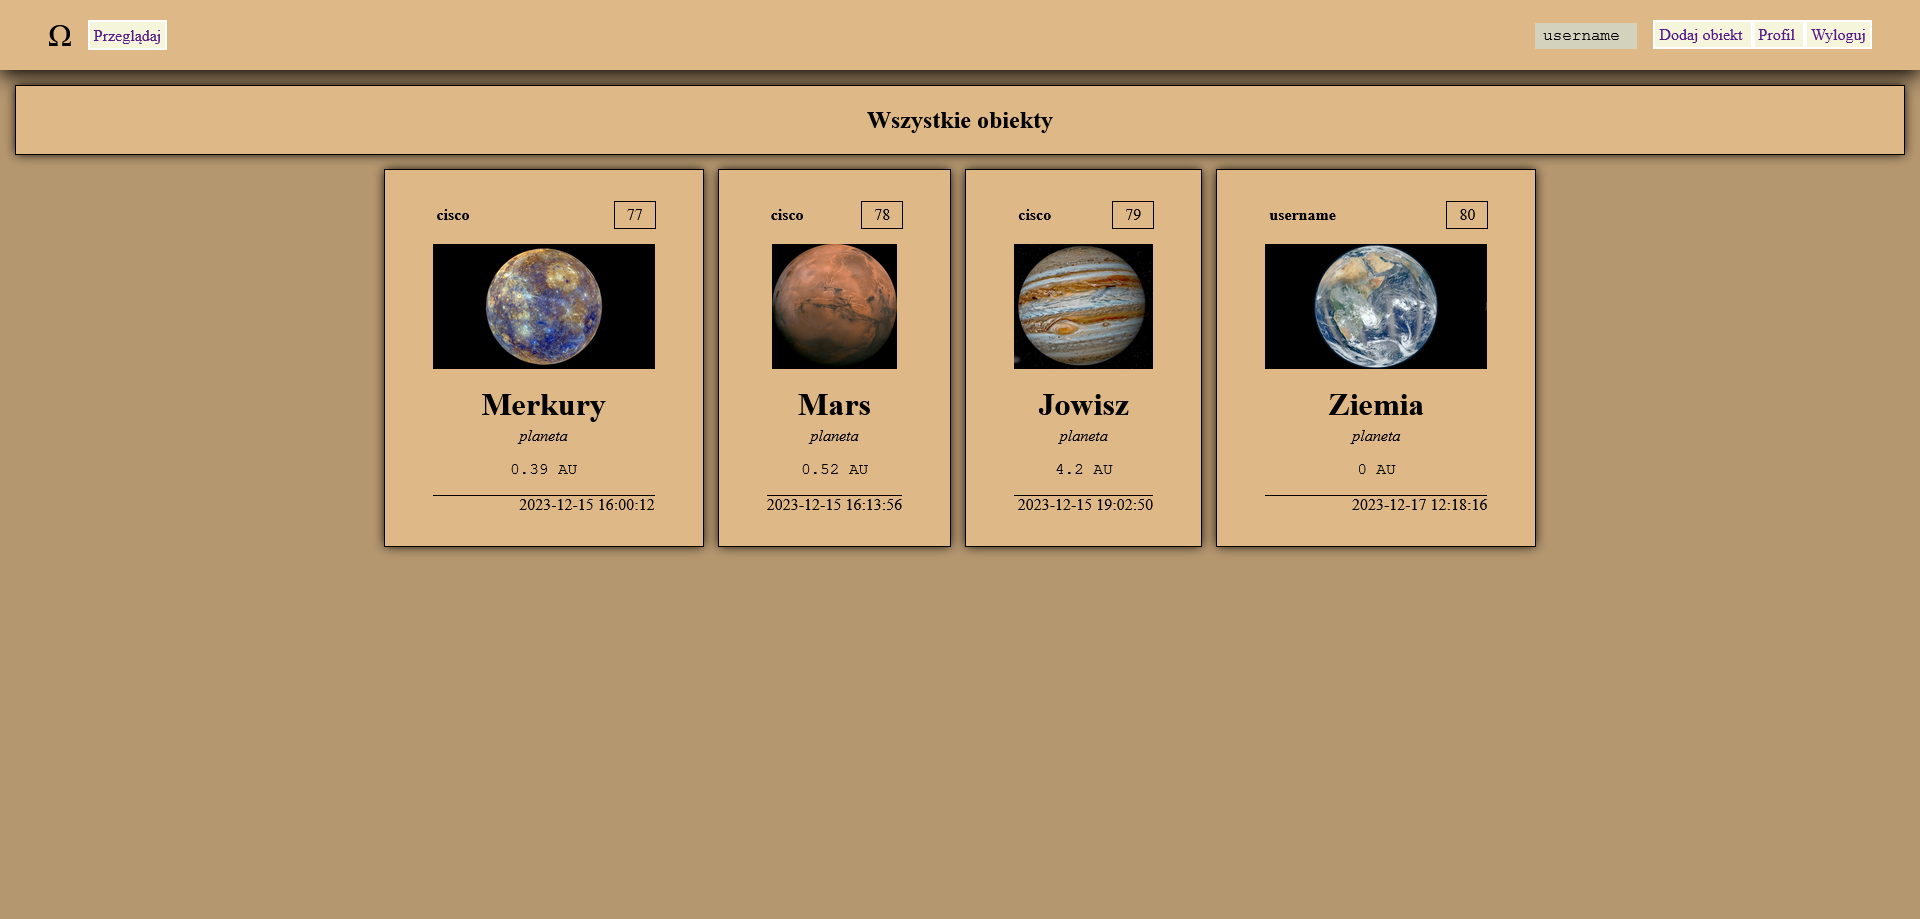 Ω Przeglądaj username Dodaj obiekt Profil Wyloguj
Wszystkie obiekty
cisco 77
Merkury
planeta
0.39 AU
2023-12-15 16:00:12
cisco 78
Mars
planeta
0.52 AU
2023-12-15 16:13:56
cisco 79
Jowisz
planeta
4.2 AU
2023-12-15 19:02:50
username 80
Ziemia
planeta
0 AU
2023-12-17 12:18:16